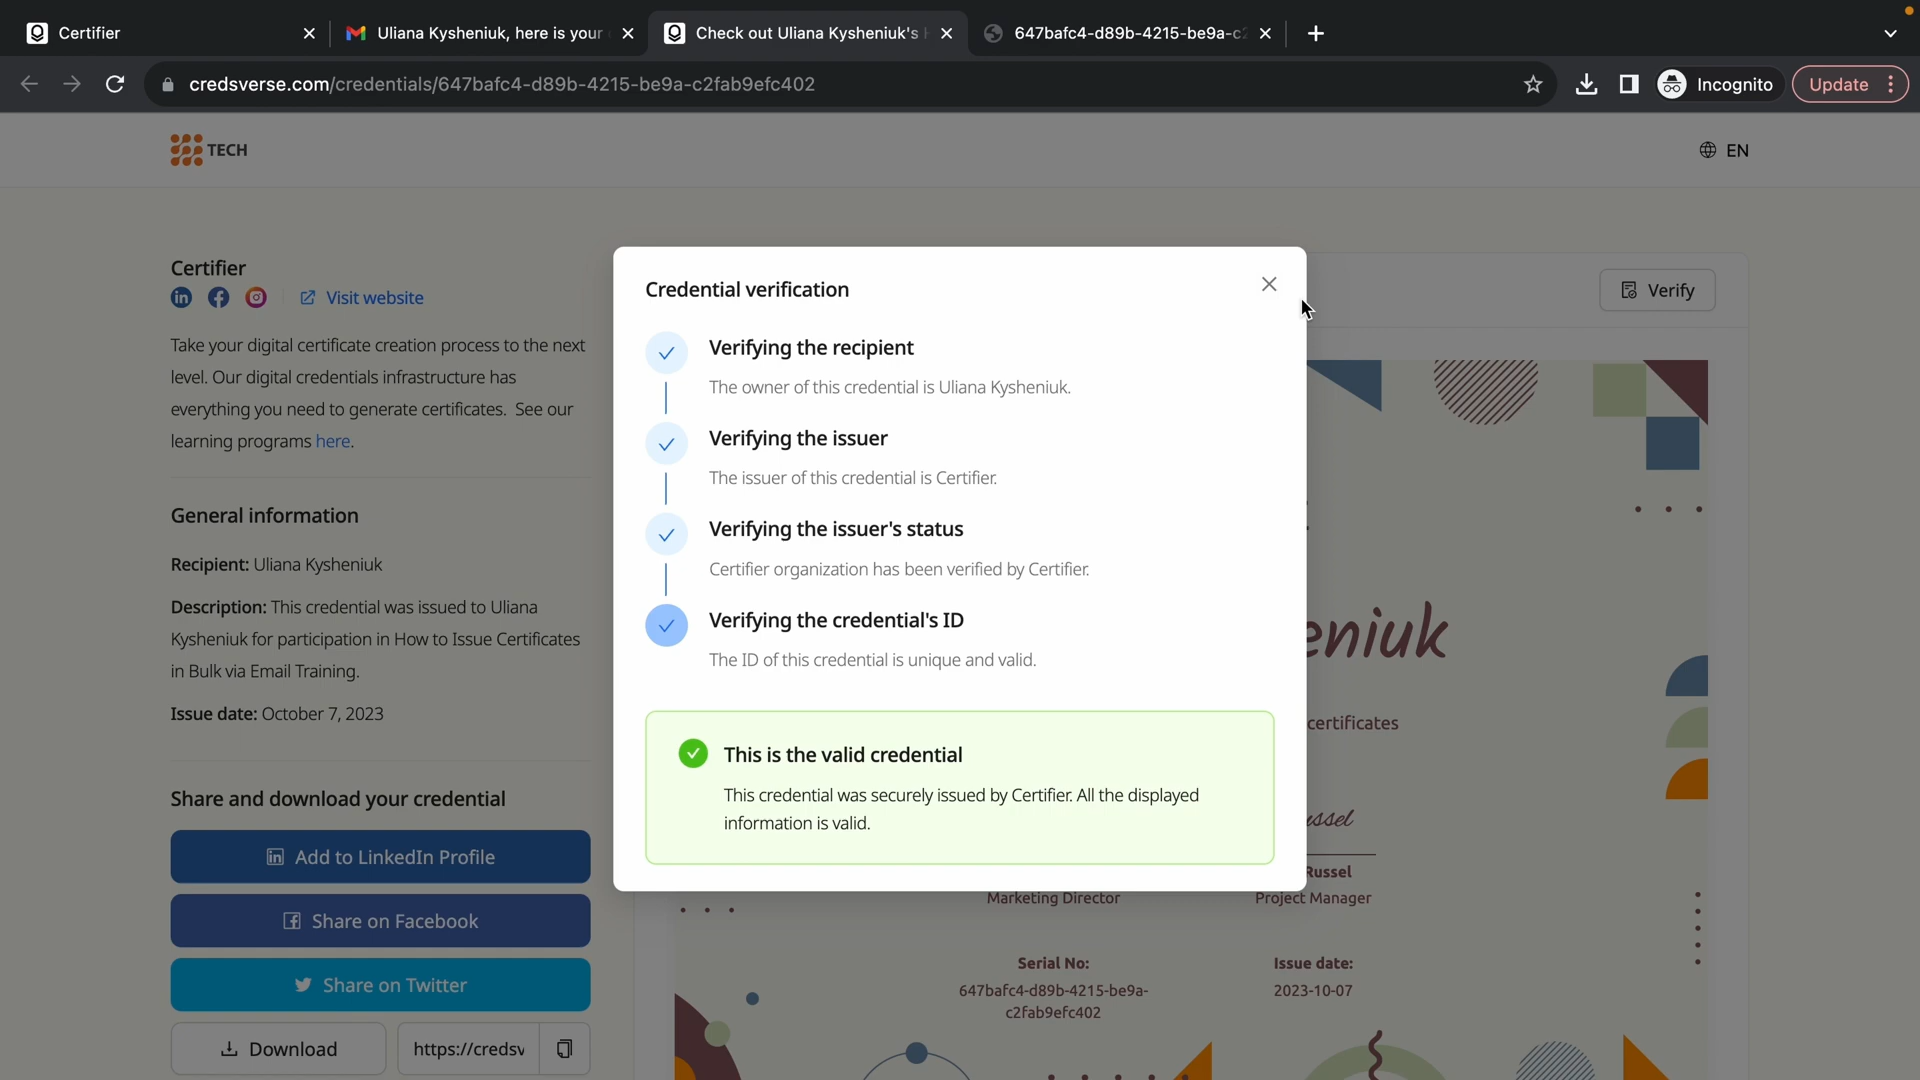 Certifier
Uliana Kysheniuk, here is your
Check out Uliana Kysheniuk's
647bafc4-d89b-4215-be9a-c2
credsverse.com/credentials/647bafc4-d89b-4215-be9a-c2fab9efc402
Incognito
Update
TECH
EN
Certifier
Visit website
Take your digital certificate creation process to the next
level. Our digital credentials infrastructure has
everything you need to generate certificates. See our
learning programs here.
General information
Recipient: Uliana Kysheniuk
Description: This credential was issued to Uliana
Kysheniuk for participation in How to Issue Certificates
in Bulk via Email Training.
Issue date: October 7, 2023
Share and download your credential
Add to LinkedIn Profile
Share on Facebook
Share on Twitter
Download
https://credsv
Credential verification
Verifying the recipient
The owner of this credential is Uliana Kysheniuk.
Verifying the issuer
The issuer of this credential is Certifier.
Verifying the issuer's status
Certifier organization has been verified by Certifier.
Verifying the credential's ID
The ID of this credential is unique and valid.
This is the valid credential
This credential was securely issued by Certifier. All the displayed
information is valid.
Verify
eniuk
certificates
ussel
Russel
Marketing Director
Project Manager
Serial No:
647bafc4-d89b-4215-be9a-
c2fab9efc402
Issue date:
2023-10-07